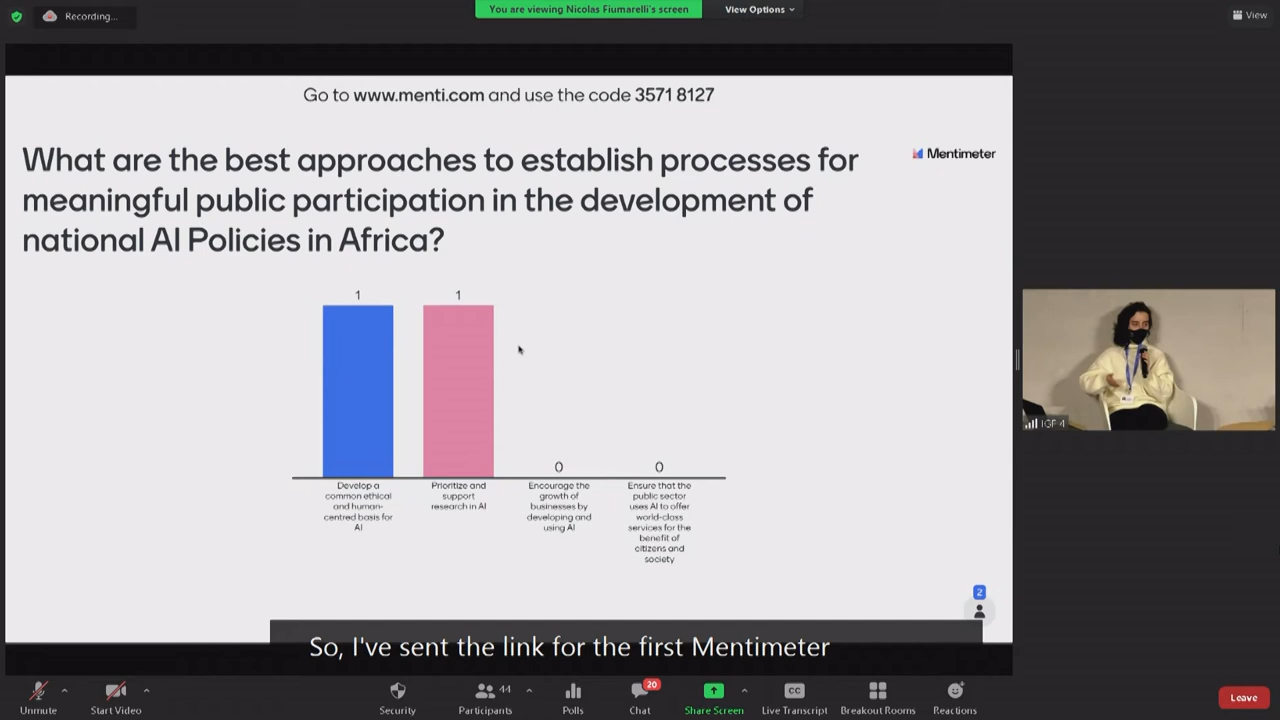 Recording...
You are viewing Nicolas Fiumarelli's screen
View Options
View
Go to www.menti.com and use the code 3571 8127
What are the best approaches to establish processes for
meaningful public participation in the development of
national AI Policies in Africa?
Mentimeter
1
1
0
0
Develop a
common ethical
and human-
centred basis for
AI
Prioritize and
support
research in AI
Encourage the
growth of
businesses by
developing and
using AI
Ensure that the
public sector
uses AI to offer
world-class
services for the
benefit of
citizens and
society
IGF 4
2
So, I've sent the link for the first Mentimeter
Unmute
Start Video
Security
Participants
44
Polls
Chat
20
Share Screen
CC
Live Transcript
Breakout Rooms
Reactions
Leave